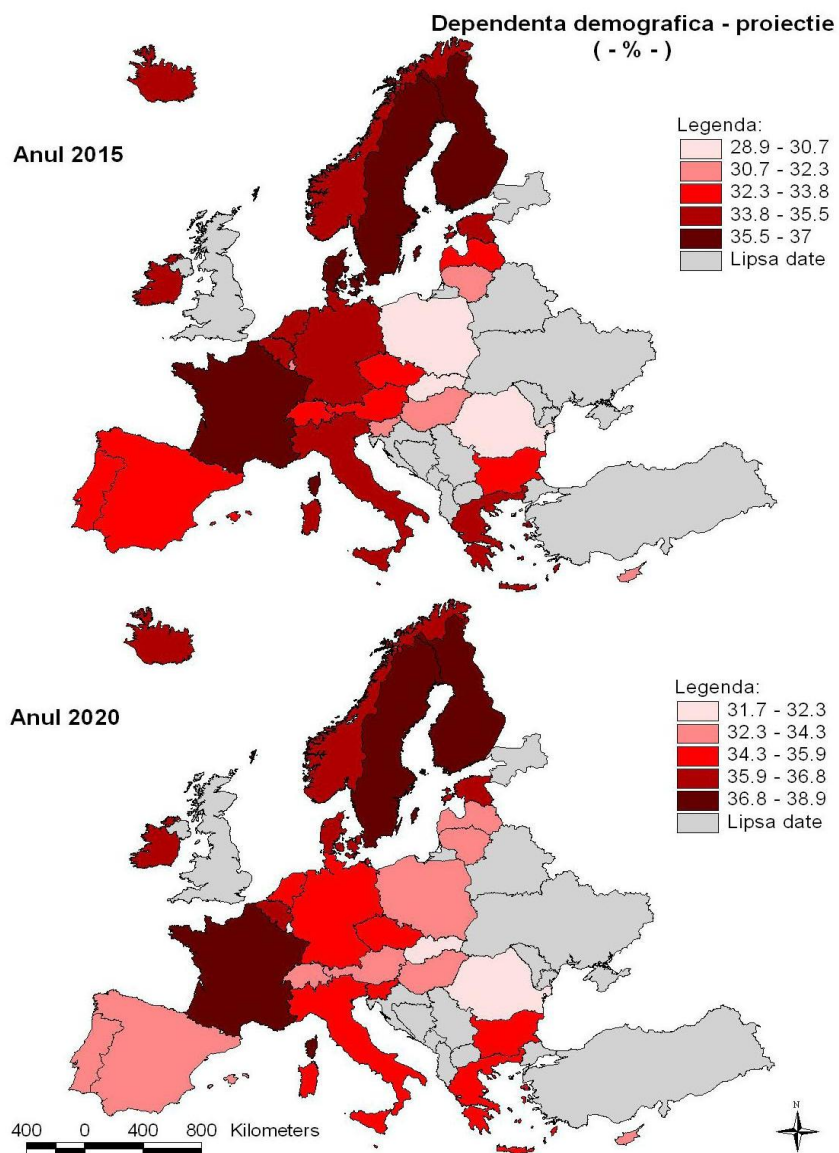 Dependenta demografica - proiectie
( - % - )
Anul 2015
Legenda:
28.9 - 30.7
30.7 - 32.3
32.3 - 33.8
33.8 - 35.5
35.5 - 37
Lipsa date
Anul 2020
Legenda:
31.7 - 32.3
32.3 - 34.3
34.3 - 35.9
35.9 - 36.8
36.8 - 38.9
Lipsa date
400 0 400 800 Kilometers
N